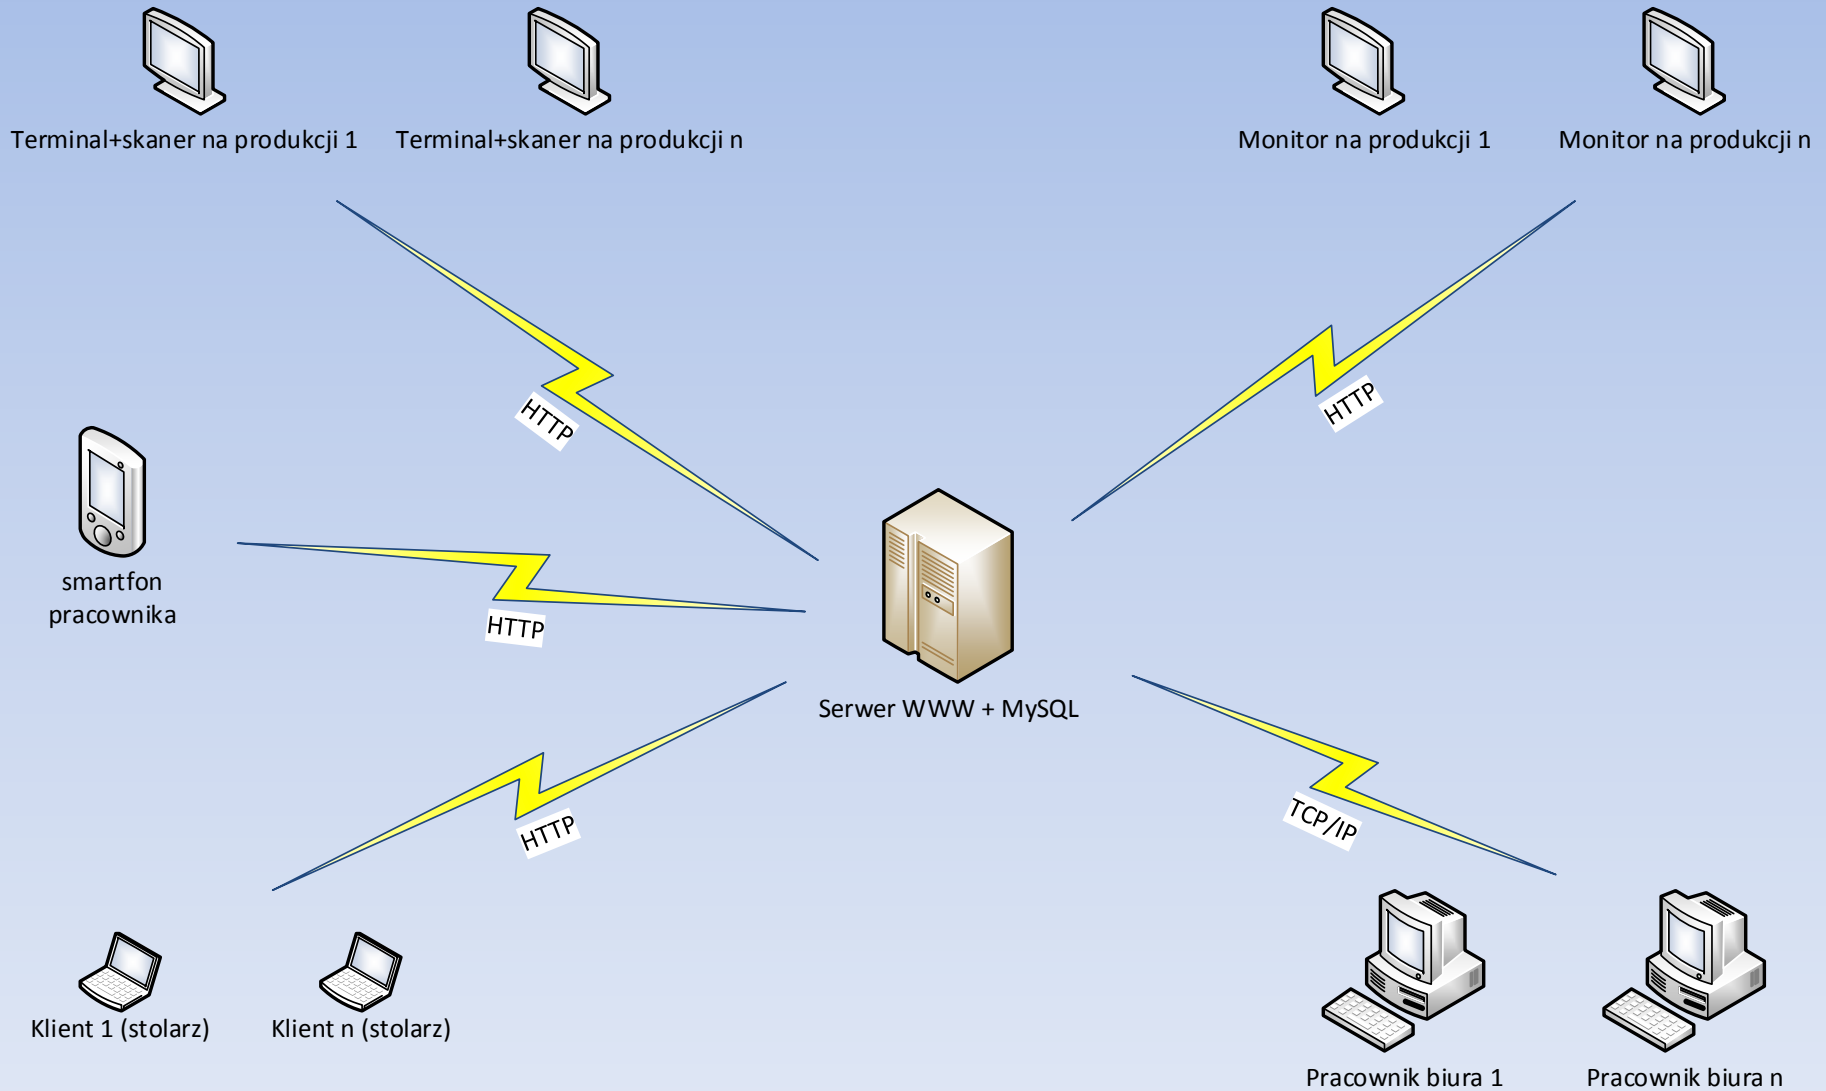 Terminal+skaner na produkcji 1
Terminal+skaner na produkcji n
Monitor na produkcji 1
Monitor na produkcji n
HTTP
HTTP
smartfon
pracownika
HTTP
Serwer WWW + MySQL
HTTP
TCP/IP
Klient 1 (stolarz)
Klient n (stolarz)
Pracownik biura 1
Pracownik biura n